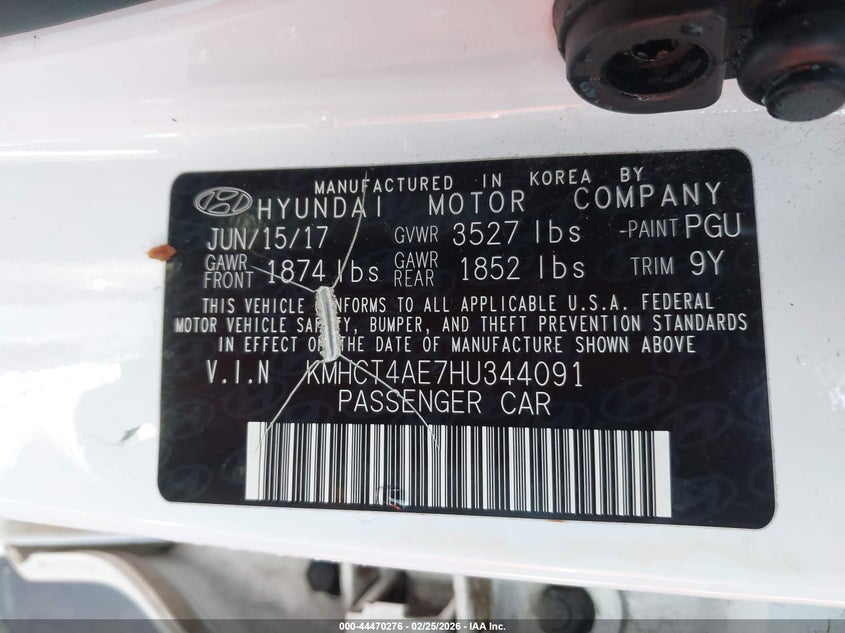 MANUFACTURED IN KOREA BY
HYUNDAI MOTOR COMPANY
JUN/15/17 GVWR 3527 lbs -PAINT PGU
GAWR FRONT 1874 lbs GAWR REAR 1852 lbs TRIM 9Y
THIS VEHICLE CONFORMS TO ALL APPLICABLE U.S.A. FEDERAL
MOTOR VEHICLE SAFETY, BUMPER, AND THEFT PREVENTION STANDARDS
IN EFFECT ON THE DATE OF MANUFACTURE SHOWN ABOVE
V.I.N KMHCT4AE7HU344091
PASSENGER CAR
000-44470276 - 02/25/2026 - IAA Inc.